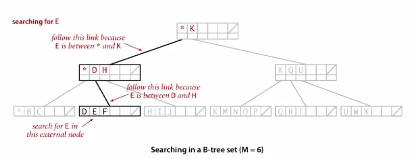 searching for E
* K
follow this link because
E is between * and K
* D H
K Q U
follow this link because
E is between D and H
* B C
D E F
H I J
K M N O P
Q R T
U W X
search for E in
this external node
Searching in a B-tree set (M = 6)